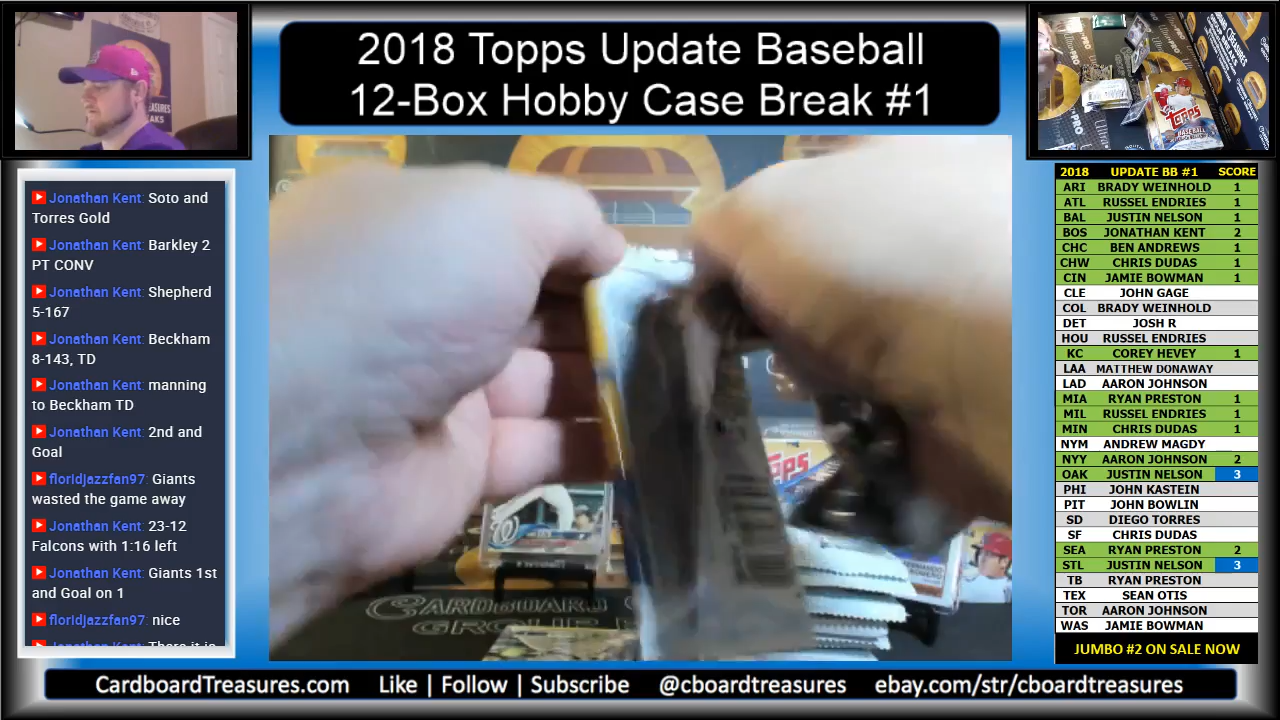 2018 Topps Update Baseball
12-Box Hobby Case Break #1
Jonathan Kent: Soto and
Torres Gold
Jonathan Kent: Barkley 2
PT CONV
Jonathan Kent: Shepherd
5-167
Jonathan Kent: Beckham
8-143, TD
Jonathan Kent: manning
to Beckham TD
Jonathan Kent: 2nd and
Goal
floridjazzfan97: Giants
wasted the game away
Jonathan Kent: 23-12
Falcons with 1:16 left
Jonathan Kent: Giants 1st
and Goal on 1
floridjazzfan97: nice
Jonathan Kent: There it is
TOPPS
BASEBALL
CARDBOARD
2018 UPDATE BB #1 SCORE
ARI BRADY WEINHOLD 1
ATL RUSSEL ENDRIES 1
BAL JUSTIN NELSON 1
BOS JONATHAN KENT 2
CHC BEN ANDREWS 1
CHW CHRIS DUDAS 1
CIN JAMIE BOWMAN 1
CLE JOHN GAGE
COL BRADY WEINHOLD
DET JOSH R
HOU RUSSEL ENDRIES
KC COREY HEVEY 1
LAA MATTHEW DONAWAY
LAD AARON JOHNSON
MIA RYAN PRESTON 1
MIL RUSSEL ENDRIES 1
MIN CHRIS DUDAS 1
NYM ANDREW MAGDY
NYY AARON JOHNSON 2
OAK JUSTIN NELSON 3
PHI JOHN KASTEIN
PIT JOHN BOWLIN
SD DIEGO TORRES
SF CHRIS DUDAS
SEA RYAN PRESTON 2
STL JUSTIN NELSON 3
TB RYAN PRESTON
TEX SEAN OTIS
TOR AARON JOHNSON
WAS JAMIE BOWMAN
JUMBO #2 ON SALE NOW
CardboardTreasures.com Like | Follow | Subscribe @cboardtreasures ebay.com/str/cboardtreasures